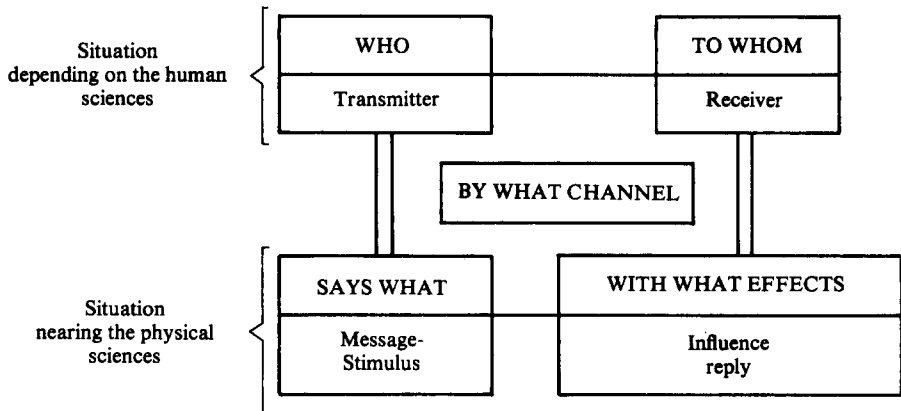 Situation
depending on the human
sciences
WHO
Transmitter
TO WHOM
Receiver
BY WHAT CHANNEL
Situation
nearing the physical
sciences
SAYS WHAT
Message-
Stimulus
WITH WHAT EFFECTS
Influence
reply